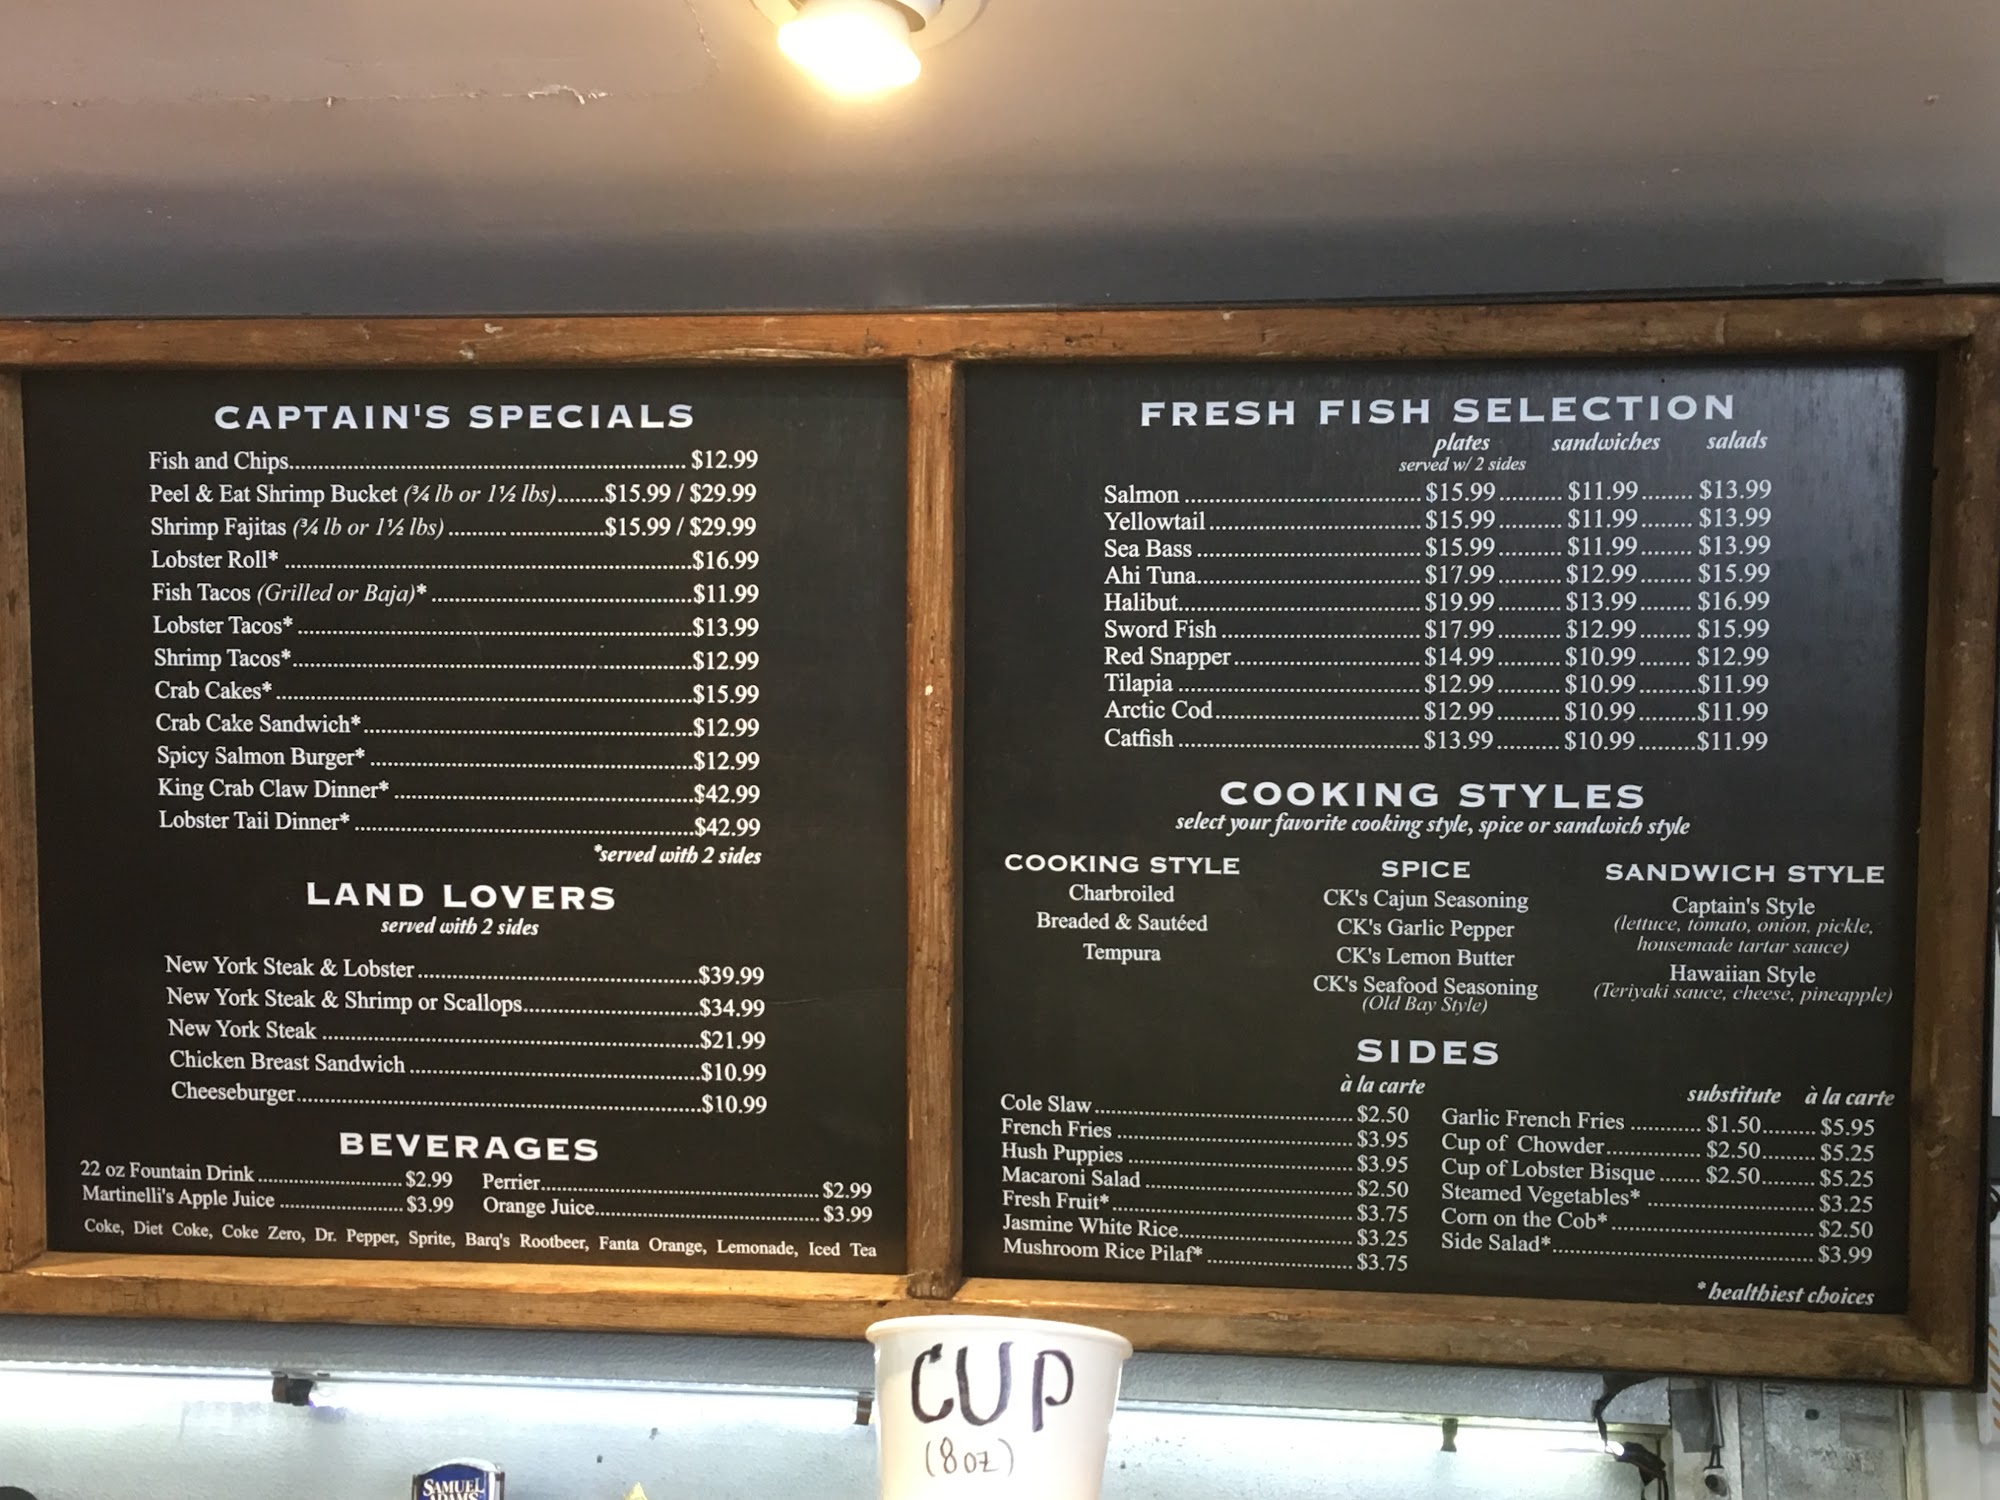 CAPTAIN'S SPECIALS
Fish and Chips........ $12.99
Peel & Eat Shrimp Bucket (¾ lb or 1½ lbs)........$15.99 / $29.99
Shrimp Fajitas (¾ lb or 1½ lbs) ........$15.99 / $29.99
Lobster Roll* ........$16.99
Fish Tacos (Grilled or Baja)* ........$11.99
Lobster Tacos* ........$13.99
Shrimp Tacos*........$12.99
Crab Cakes* ........$15.99
Crab Cake Sandwich* ........$12.99
Spicy Salmon Burger* ........$12.99
King Crab Claw Dinner* ........$42.99
Lobster Tail Dinner* ........$42.99
*served with 2 sides
LAND LOVERS
served with 2 sides
New York Steak & Lobster ........$39.99
New York Steak & Shrimp or Scallops........$34.99
New York Steak ........$21.99
Chicken Breast Sandwich ........$10.99
Cheeseburger........$10.99
BEVERAGES
22 oz Fountain Drink ........ $2.99 Perrier........ $2.99
Martinelli's Apple Juice ........ $3.99 Orange Juice........ $3.99
Coke, Diet Coke, Coke Zero, Dr. Pepper, Sprite, Barq's Rootbeer, Fanta Orange, Lemonade, Iced Tea
FRESH FISH SELECTION
plates sandwiches salads
served w/ 2 sides
Salmon ........ $15.99........ $11.99........ $13.99
Yellowtail ........ $15.99........ $11.99........ $13.99
Sea Bass ........ $15.99........ $11.99........ $13.99
Ahi Tuna........ $17.99........ $12.99........ $15.99
Halibut........ $19.99........ $13.99........ $16.99
Sword Fish ........ $17.99........ $12.99........ $15.99
Red Snapper ........ $14.99........ $10.99........ $12.99
Tilapia ........ $12.99........ $10.99........$11.99
Arctic Cod........ $12.99........ $10.99........$11.99
Catfish ........ $13.99........ $10.99........$11.99
COOKING STYLES
select your favorite cooking style, spice or sandwich style
COOKING STYLE
Charbroiled
Breaded & Sautéed
Tempura
SPICE
CK's Cajun Seasoning
CK's Garlic Pepper
CK's Lemon Butter
CK's Seafood Seasoning
(Old Bay Style)
SANDWICH STYLE
Captain's Style
(lettuce, tomato, onion, pickle,
housemade tartar sauce)
Hawaiian Style
(Teriyaki sauce, cheese, pineapple)
SIDES
à la carte
Cole Slaw ........ $2.50
French Fries ........ $3.95
Hush Puppies ........ $3.95
Macaroni Salad ........ $2.50
Fresh Fruit* ........ $3.75
Jasmine White Rice........ $3.25
Mushroom Rice Pilaf* ........ $3.75
substitute à la carte
Garlic French Fries ........ $1.50........ $5.95
Cup of Chowder........ $2.50........ $5.25
Cup of Lobster Bisque ........ $2.50........ $5.25
Steamed Vegetables* ........ $3.25
Corn on the Cob* ........ $2.50
Side Salad*........ $3.99
*healthiest choices
CUP
(8oz)
SAMUEL
ADAMS